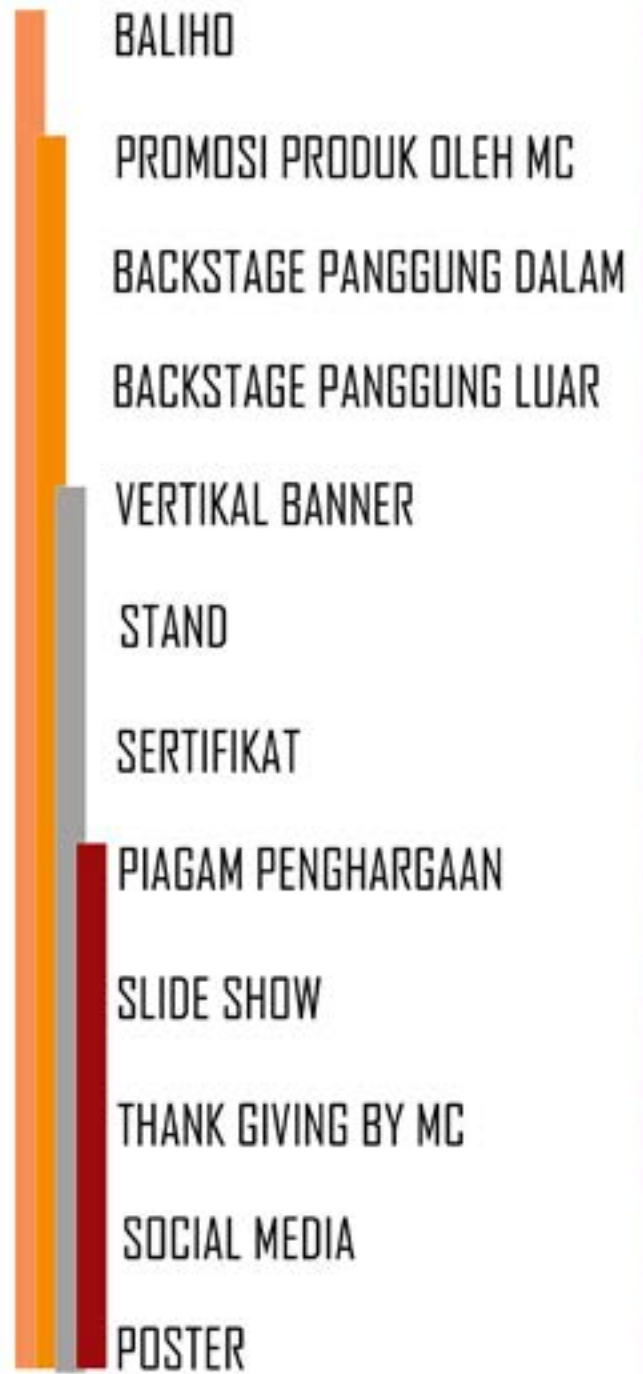 BALIHO
PROMOSI PRODUK OLEH MC
BACKSTAGE PANGGUNG DALAM
BACKSTAGE PANGGUNG LUAR
VERTIKAL BANNER
STAND
SERTIFIKAT
PIAGAM PENGHARGAAN
SLIDE SHOW
THANK GIVING BY MC
SOCIAL MEDIA
POSTER